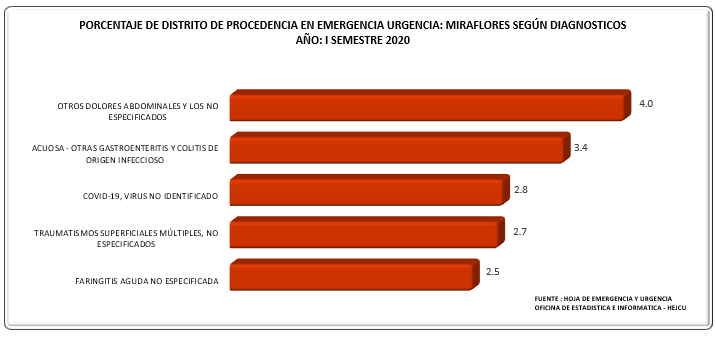 PORCENTAJE DE DISTRITO DE PROCEDENCIA EN EMERGENCIA URGENCIA: MIRAFLORES SEGÚN DIAGNOSTICOS
AÑO: I SEMESTRE 2020
OTROS DOLORES ABDOMINALES Y LOS NO
ESPECIFICADOS
4.0
ACUOSA - OTRAS GASTROENTERITIS Y COLITIS DE
ORIGEN INFECCIOSO
3.4
COVID-19, VIRUS NO IDENTIFICADO
2.8
TRAUMATISMOS SUPERFICIALES MÚLTIPLES, NO
ESPECIFICADOS
2.7
FARINGITIS AGUDA NO ESPECIFICADA
2.5
FUENTE : HOJA DE EMERGENCIA Y URGENCIA
OFICINA DE ESTADISTICA E INFORMATICA - HEJCU